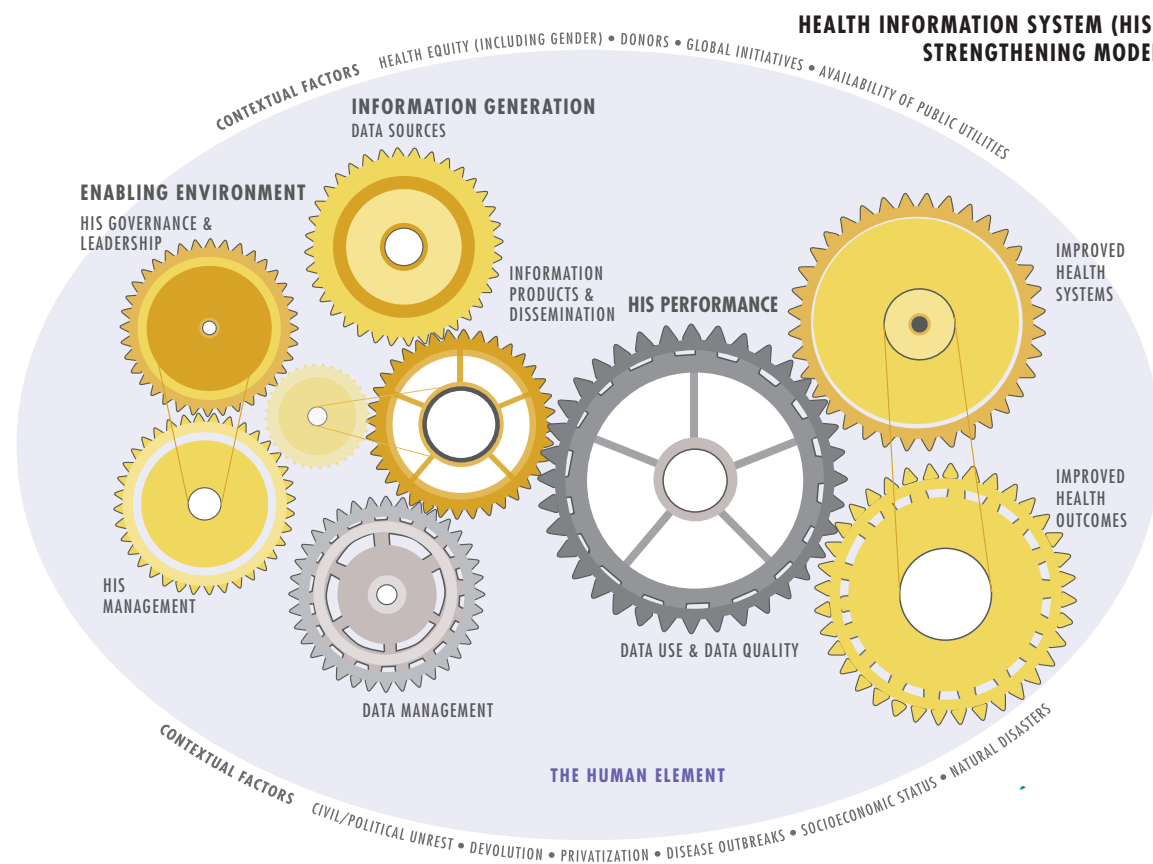 HEALTH INFORMATION SYSTEM (HIS
STRENGTHENING MODE
CONTEXTUAL FACTORS HEALTH EQUITY (INCLUDING GENDER) • DONORS • GLOBAL INITIATIVES • AVAILABILITY OF PUBLIC UTILITIES
INFORMATION GENERATION
DATA SOURCES
ENABLING ENVIRONMENT
HIS GOVERNANCE &
LEADERSHIP
INFORMATION
PRODUCTS &
DISSEMINATION
HIS PERFORMANCE
IMPROVED
HEALTH
SYSTEMS
IMPROVED
HEALTH
OUTCOMES
HIS
MANAGEMENT
DATA USE & DATA QUALITY
DATA MANAGEMENT
THE HUMAN ELEMENT
CONTEXTUAL FACTORS CIVIL/POLITICAL UNREST • DEVOLUTION • PRIVATIZATION • DISEASE OUTBREAKS • SOCIOECONOMIC STATUS • NATURAL DISASTERS